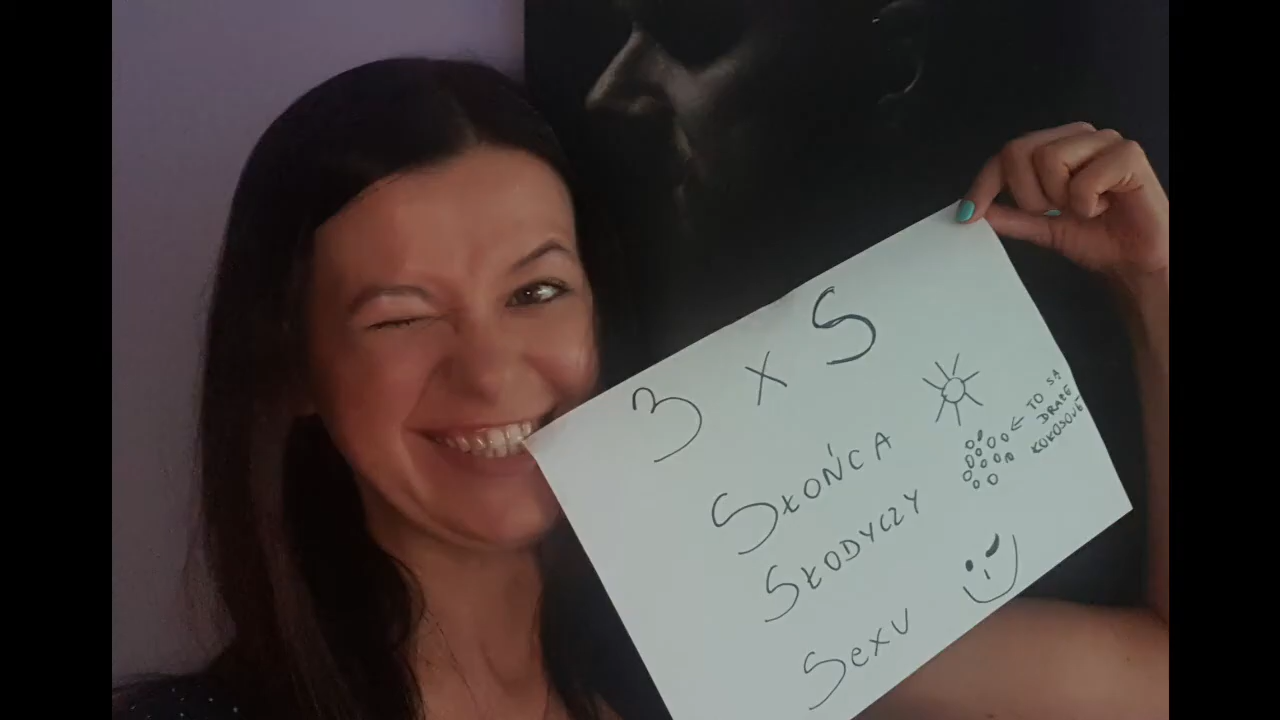 3 x S
SŁOŃCA
SŁODYCZY
← TO SĄ
DRAŻE
KOKOSOWE
SexU